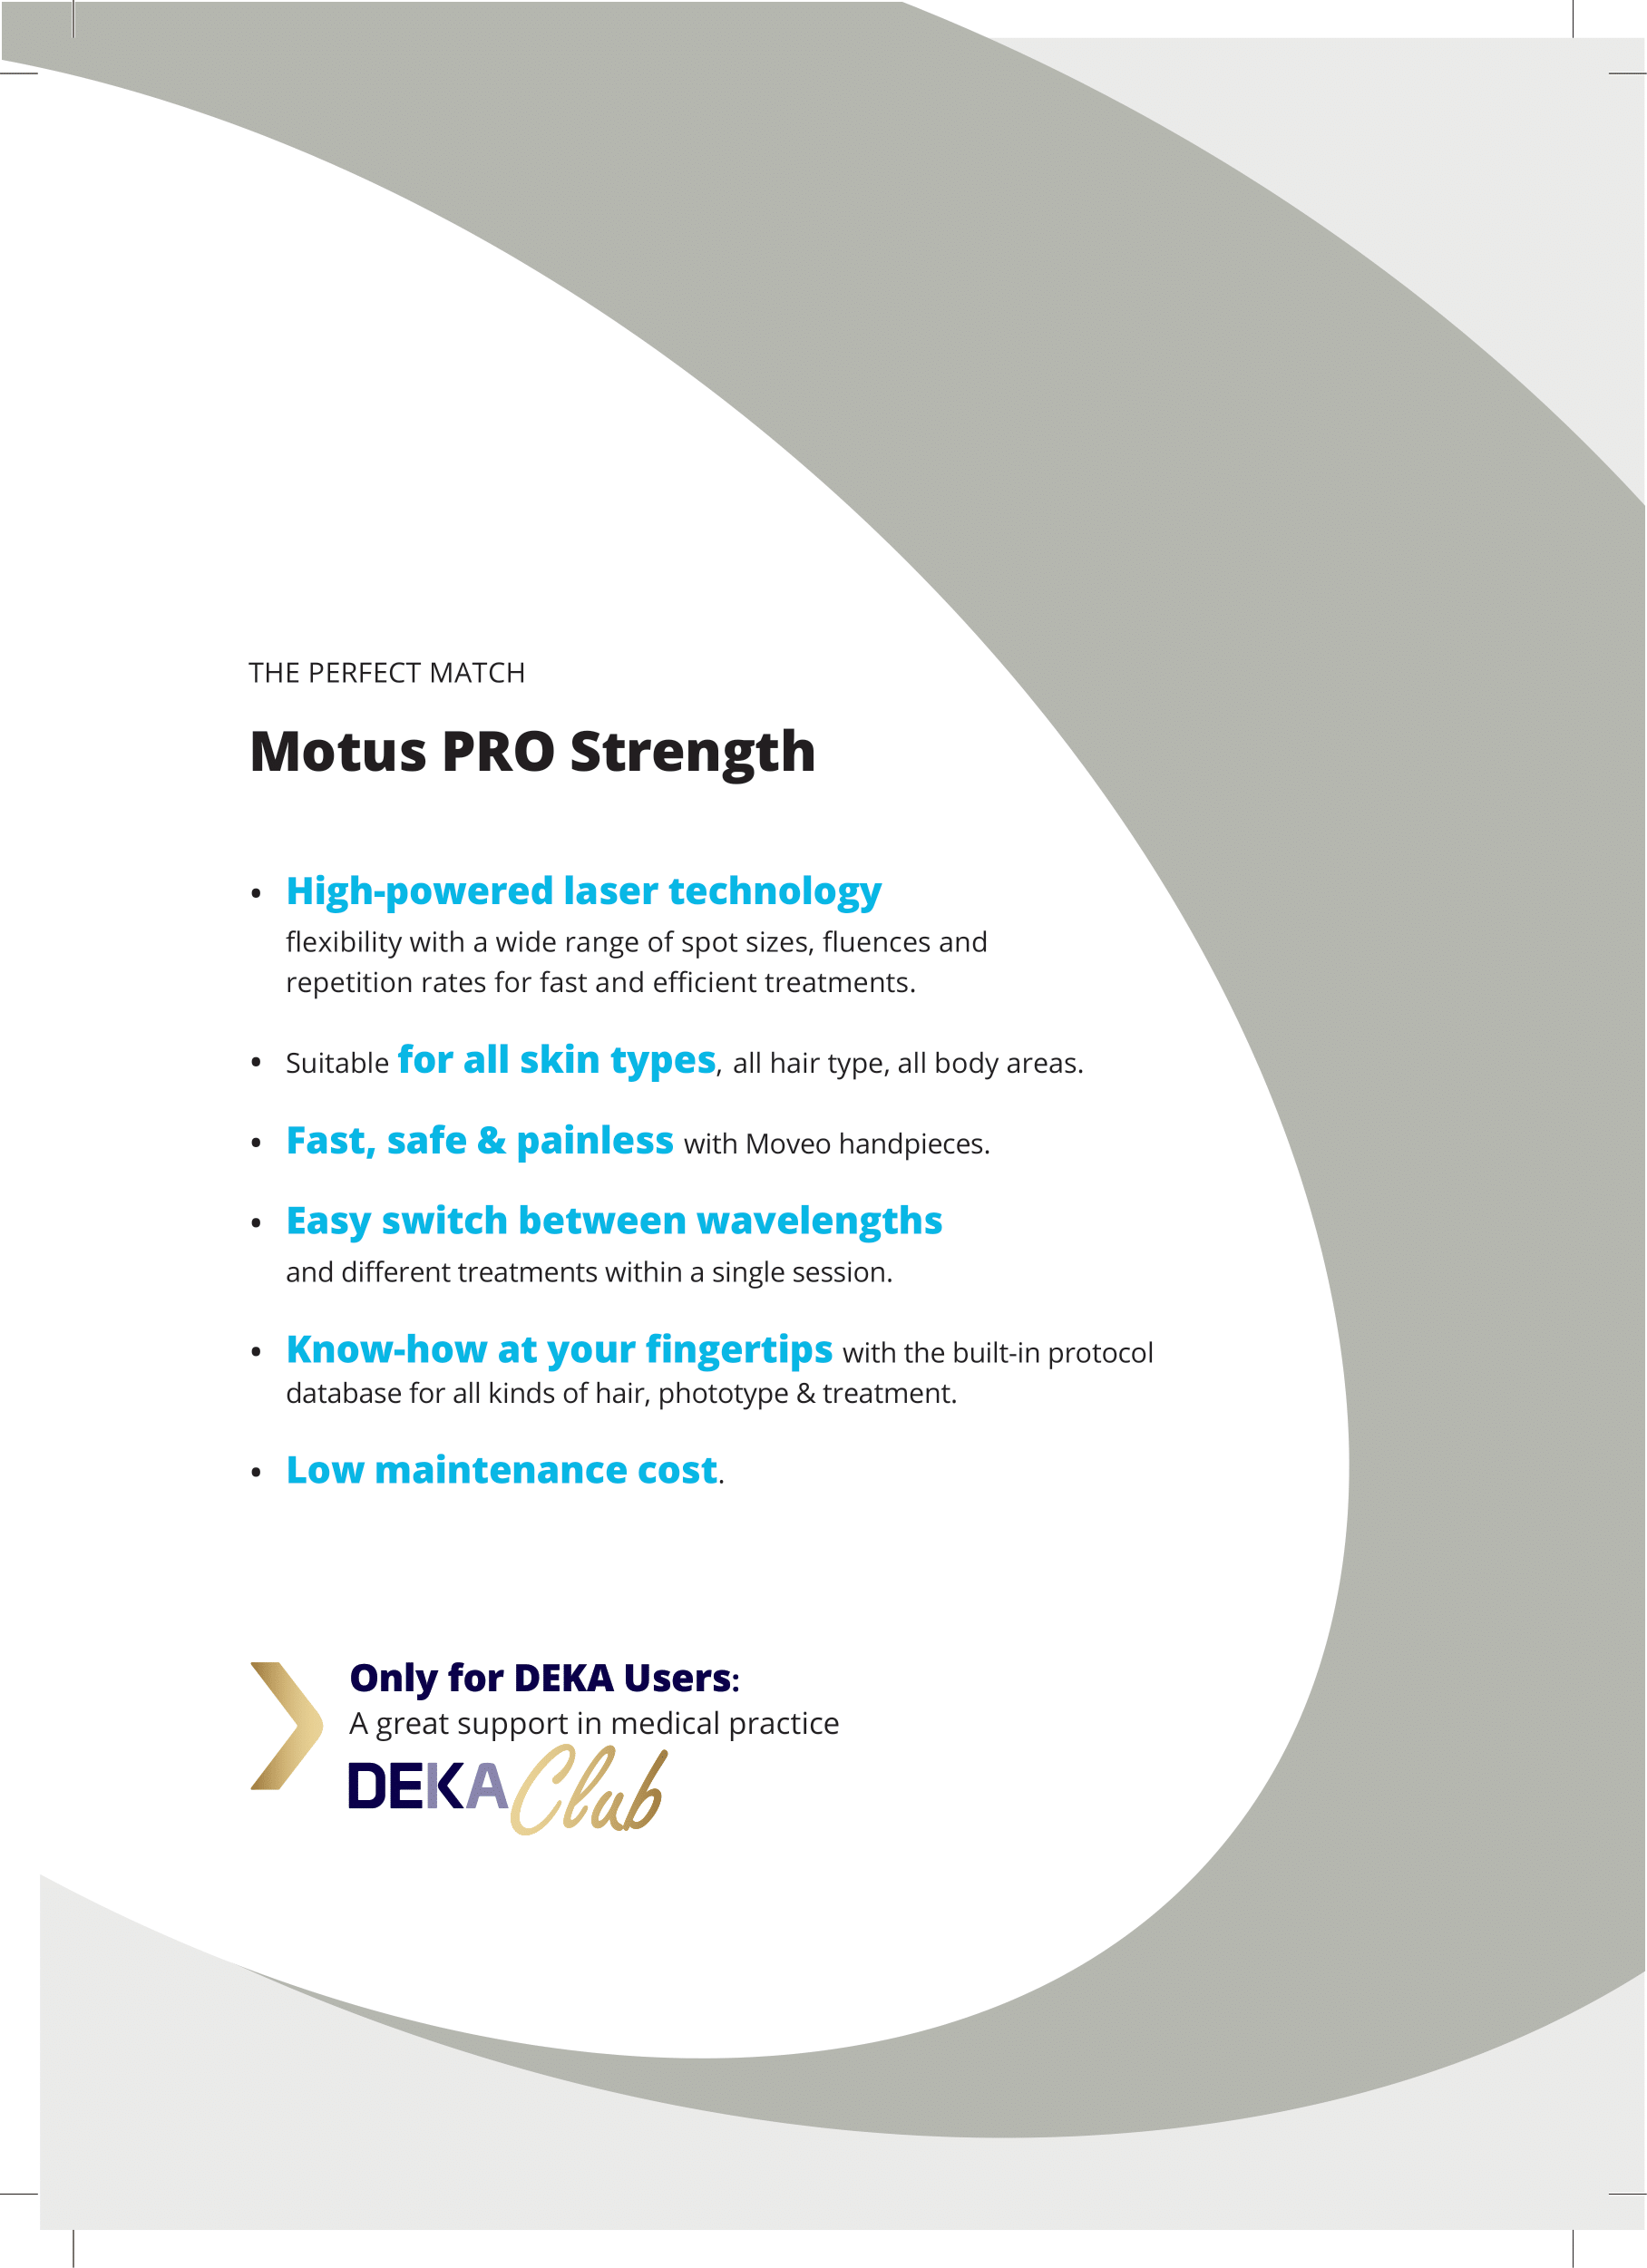 THE PERFECT MATCH
Motus PRO Strength
• High-powered laser technology
flexibility with a wide range of spot sizes, fluences and
repetition rates for fast and efficient treatments.
• Suitable for all skin types, all hair type, all body areas.
• Fast, safe & painless with Moveo handpieces.
• Easy switch between wavelengths
and different treatments within a single session.
• Know-how at your fingertips with the built-in protocol
database for all kinds of hair, phototype & treatment.
• Low maintenance cost.
Only for DEKA Users:
A great support in medical practice
DEKA Club